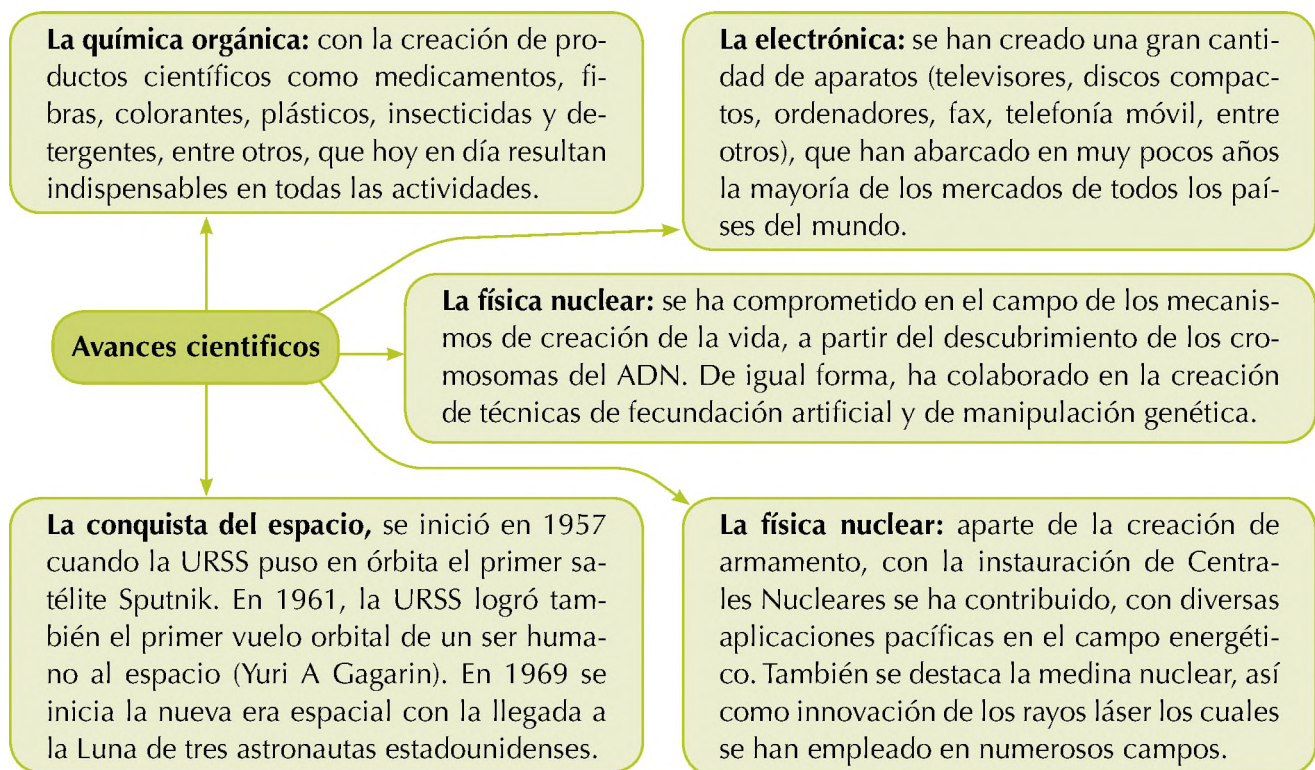 La química orgánica: con la creación de pro-
ductos científicos como medicamentos, fi-
bras, colorantes, plásticos, insecticidas y de-
tergentes, entre otros, que hoy en día resultan
indispensables en todas las actividades.
La electrónica: se han creado una gran canti-
dad de aparatos (televisores, discos compac-
tos, ordenadores, fax, telefonía móvil, entre
otros), que han abarcado en muy pocos años
la mayoría de los mercados de todos los paí-
ses del mundo.
Avances cientificos
La física nuclear: se ha comprometido en el campo de los mecanis-
mos de creación de la vida, a partir del descubrimiento de los cro-
mosomas del ADN. De igual forma, ha colaborado en la creación
de técnicas de fecundación artificial y de manipulación genética.
La conquista del espacio, se inició en 1957
cuando la URSS puso en órbita el primer sa-
télite Sputnik. En 1961, la URSS logró tam-
bién el primer vuelo orbital de un ser huma-
no al espacio (Yuri A Gagarin). En 1969 se
inicia la nueva era espacial con la llegada a
la Luna de tres astronautas estadounidenses.
La física nuclear: aparte de la creación de
armamento, con la instauración de Centra-
les Nucleares se ha contribuido, con diversas
aplicaciones pacíficas en el campo energéti-
co. También se destaca la medina nuclear, así
como innovación de los rayos láser los cuales
se han empleado en numerosos campos.